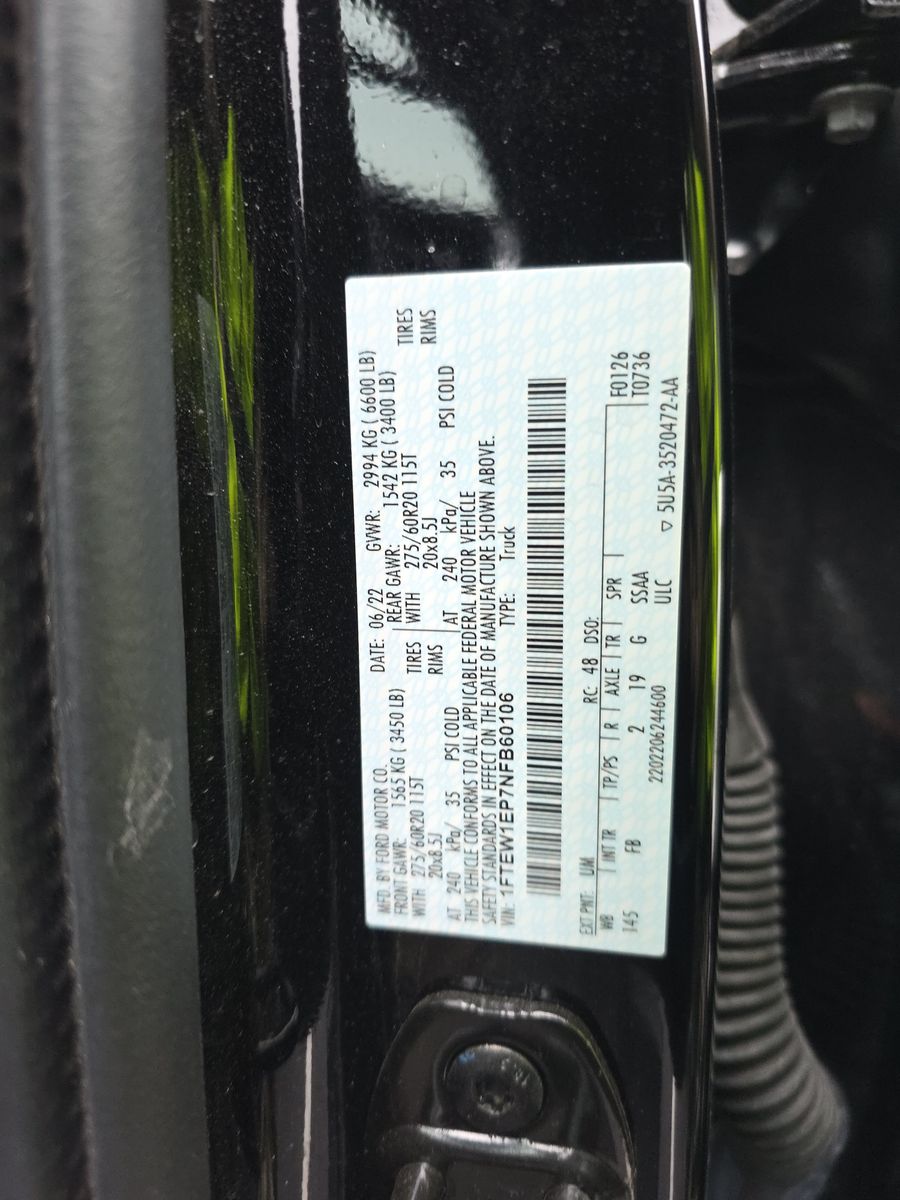 MFD. BY FORD MOTOR CO.
DATE: 06/22 GVWR: 2994 KG ( 6600 LB)
FRONT GAWR: 1565 KG ( 3450 LB)
REAR GAWR: 1542 KG ( 3400 LB)
WITH 275/60R20 115T TIRES
WITH 275/60R20 115T TIRES
20x8.5J RIMS
20x8.5J RIMS
AT 240 kPa/ 35 PSI COLD
AT 240 kPa/ 35 PSI COLD
THIS VEHICLE CONFORMS TO ALL APPLICABLE FEDERAL MOTOR VEHICLE
SAFETY STANDARDS IN EFFECT ON THE DATE OF MANUFACTURE SHOWN ABOVE.
VIN: 1FTEW1EP7NFB60106 TYPE: Truck
EXT PNT: UM RC: 48 DSO:
WB INT TR TP/PS R AXLE TR SPR F0126
145 FB 2 19 G SSAA T0736
ULC
2202206244600 ▽ 5U5A-3520472-AA